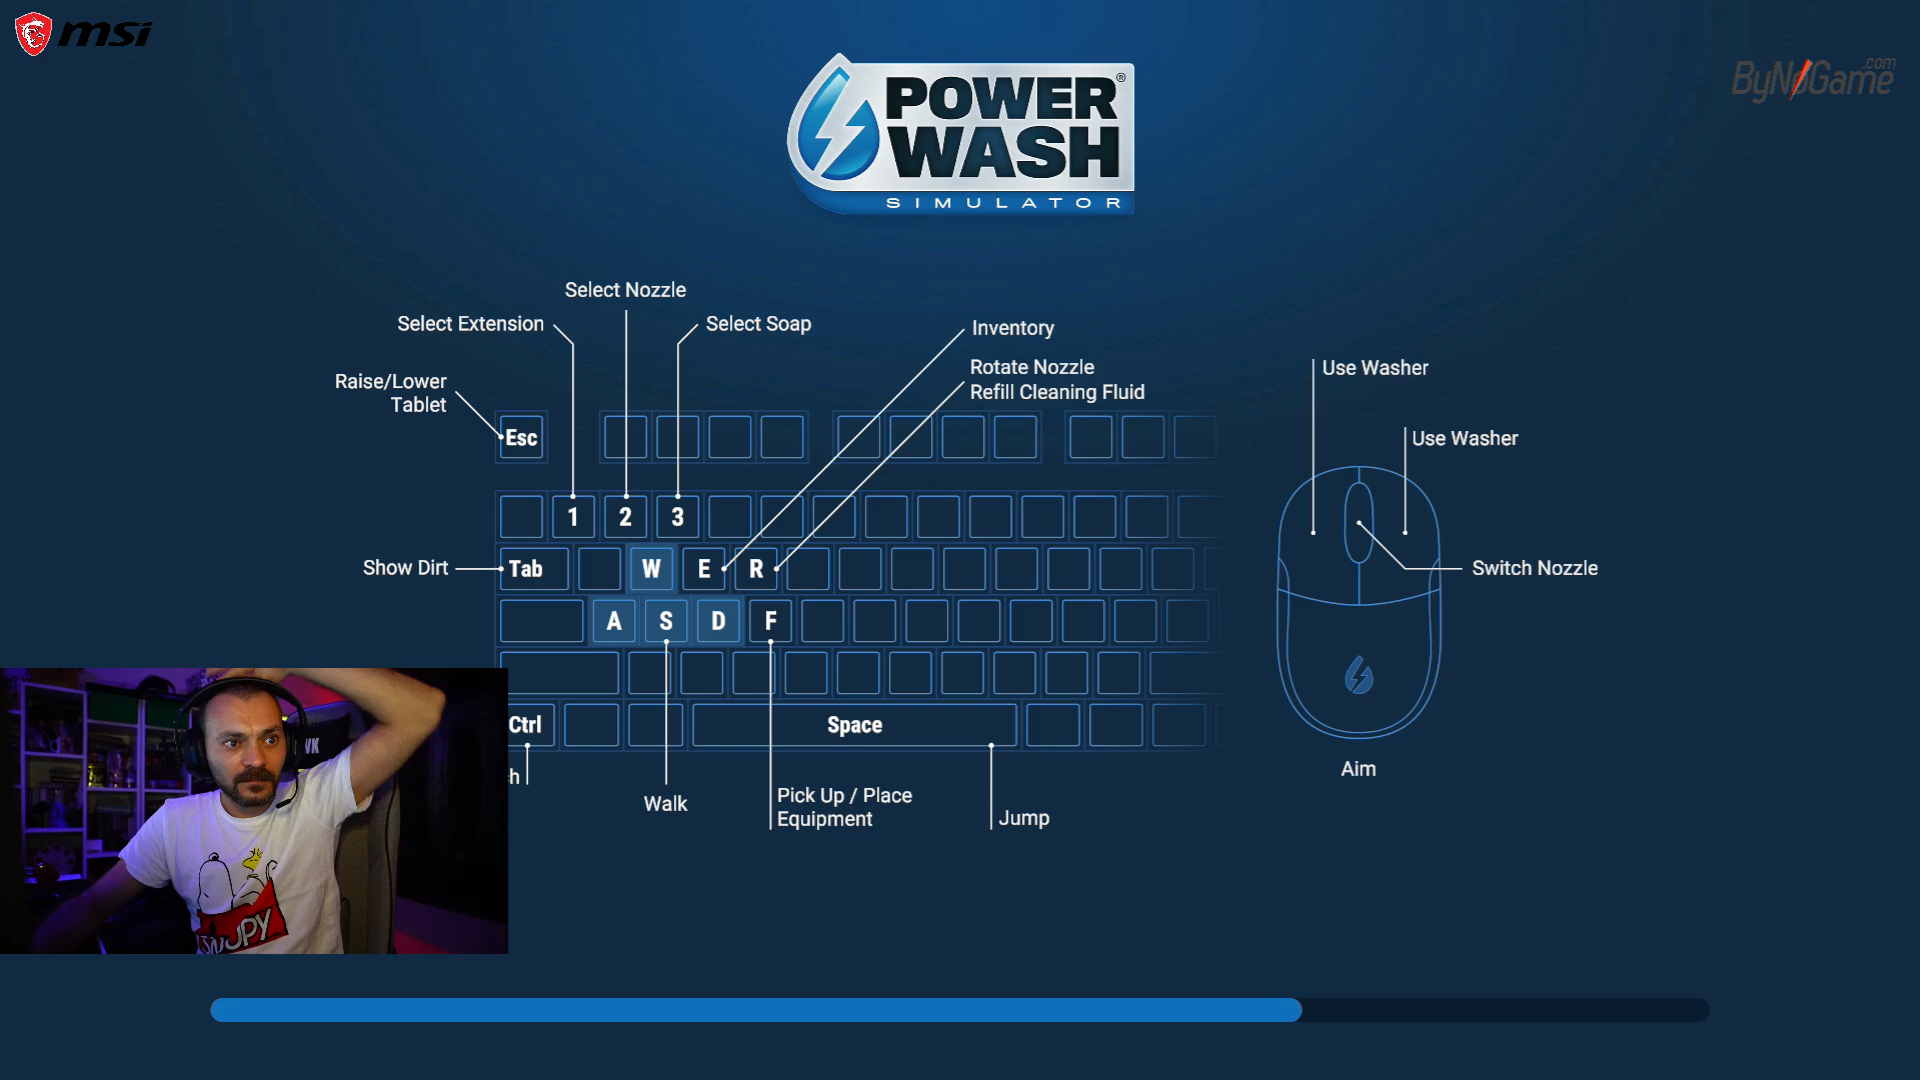 msi
ByNoGame.com
POWER®
WASH
SIMULATOR
Select Nozzle
Select Extension
Select Soap
Inventory
Rotate Nozzle
Refill Cleaning Fluid
Use Washer
Raise/Lower
Tablet
Use Washer
Esc
1 2 3
Show Dirt
Tab W E R
Switch Nozzle
A S D F
Ctrl
Space
h
Walk
Pick Up / Place
Equipment
Jump
Aim